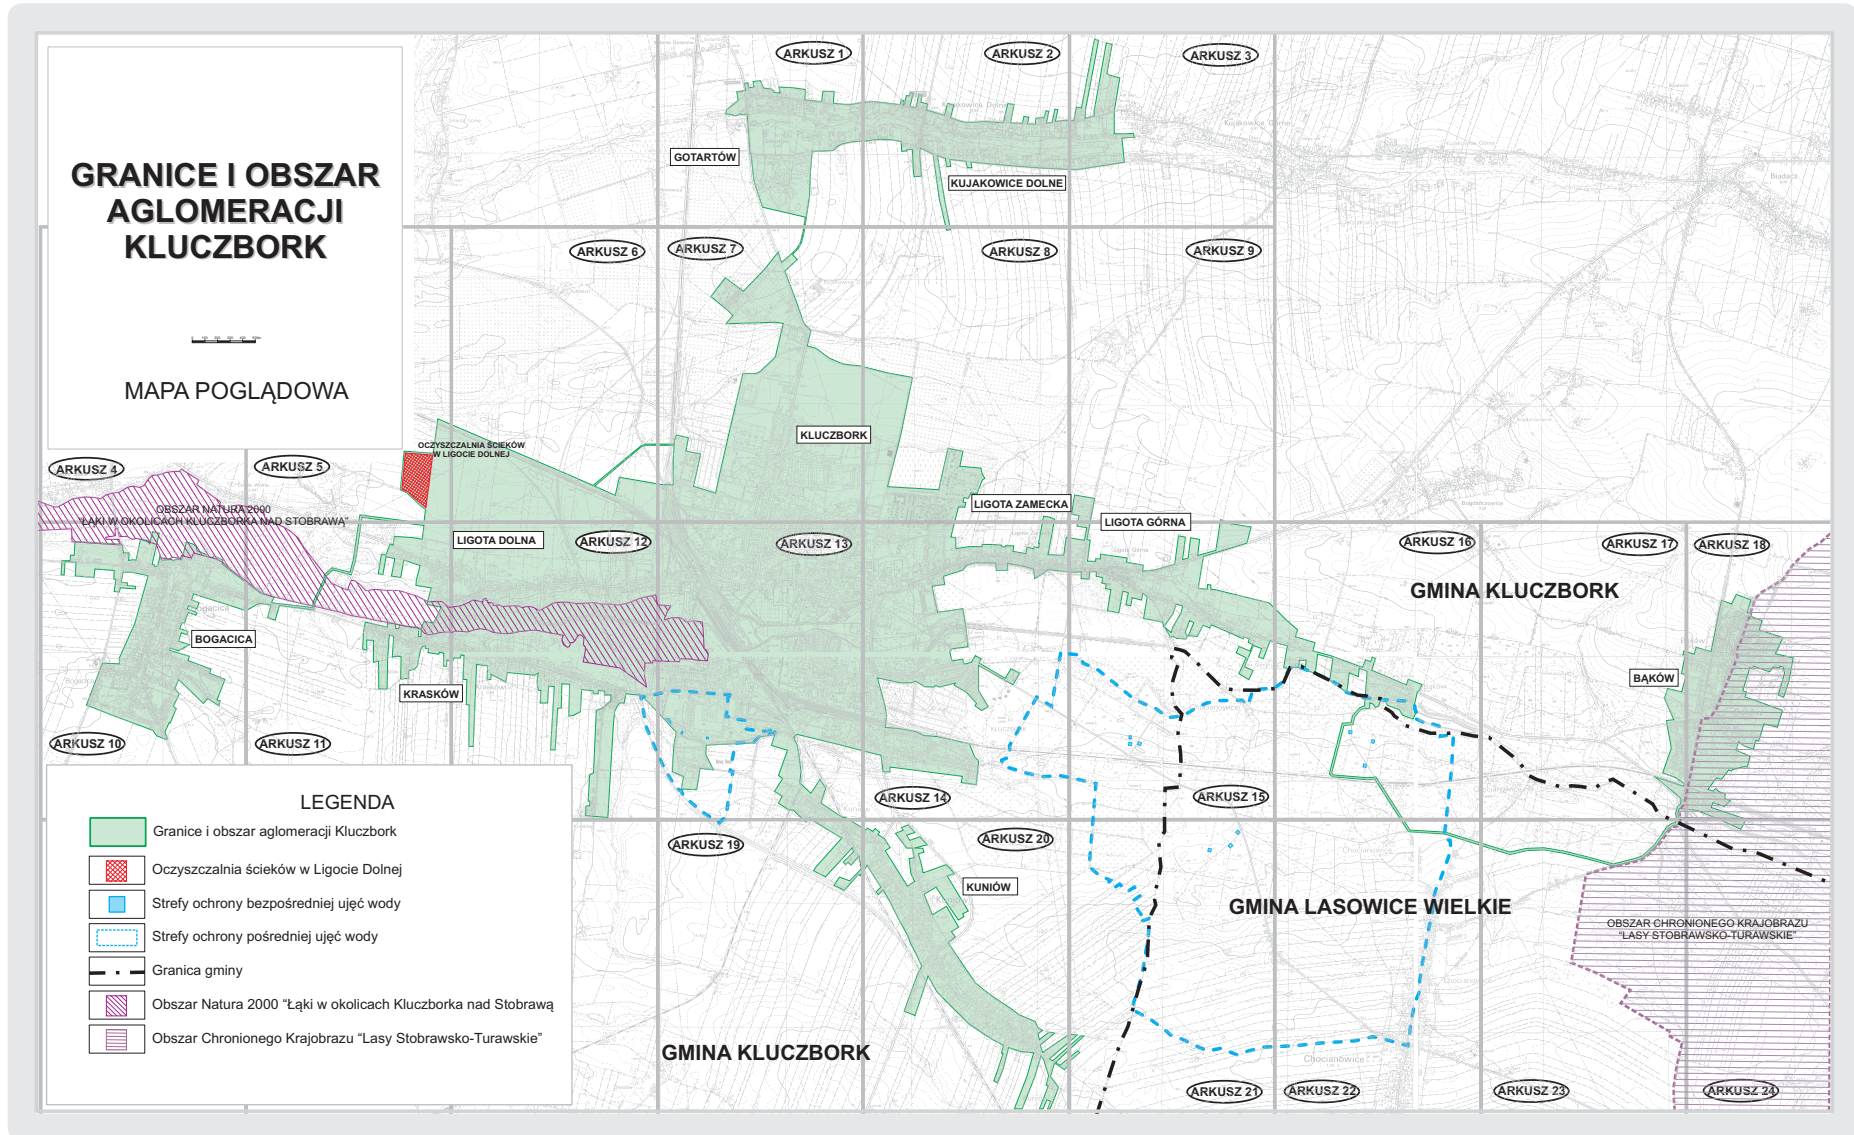 GRANICE I OBSZAR
AGLOMERACJI
KLUCZBORK
MAPA POGLĄDOWA
ARKUSZ 1
ARKUSZ 2
ARKUSZ 3
GOTARTÓW
KUJAKOWICE DOLNE
ARKUSZ 6
ARKUSZ 7
ARKUSZ 8
ARKUSZ 9
KLUCZBORK
OCZYSZCZALNIA ŚCIEKÓW
W LIGOCIE DOLNEJ
ARKUSZ 4
ARKUSZ 5
OBSZAR NATURA 2000
"ŁĄKI W OKOLICACH KLUCZBORKA NAD STOBRAWĄ"
LIGOTA ZAMECKA
LIGOTA GÓRNA
LIGOTA DOLNA
ARKUSZ 12
ARKUSZ 13
ARKUSZ 16
ARKUSZ 17
ARKUSZ 18
GMINA KLUCZBORK
Bogacica
BOGACICA
KRASKÓW
BĄKÓW
ARKUSZ 10
ARKUSZ 11
ARKUSZ 14
ARKUSZ 15
ARKUSZ 19
ARKUSZ 20
KUNIÓW
GMINA LASOWICE WIELKIE
OBSZAR CHRONIONEGO KRAJOBRAZU
"LASY STOBRAWSKO-TURAWSKIE"
GMINA KLUCZBORK
Chocianowice
ARKUSZ 21
ARKUSZ 22
ARKUSZ 23
ARKUSZ 24
LEGENDA
Granice i obszar aglomeracji Kluczbork
Oczyszczalnia ścieków w Ligocie Dolnej
Strefy ochrony bezpośredniej ujęć wody
Strefy ochrony pośredniej ujęć wody
Granica gminy
Obszar Natura 2000 "Łąki w okolicach Kluczborka nad Stobrawą
Obszar Chronionego Krajobrazu "Lasy Stobrawsko-Turawskie"